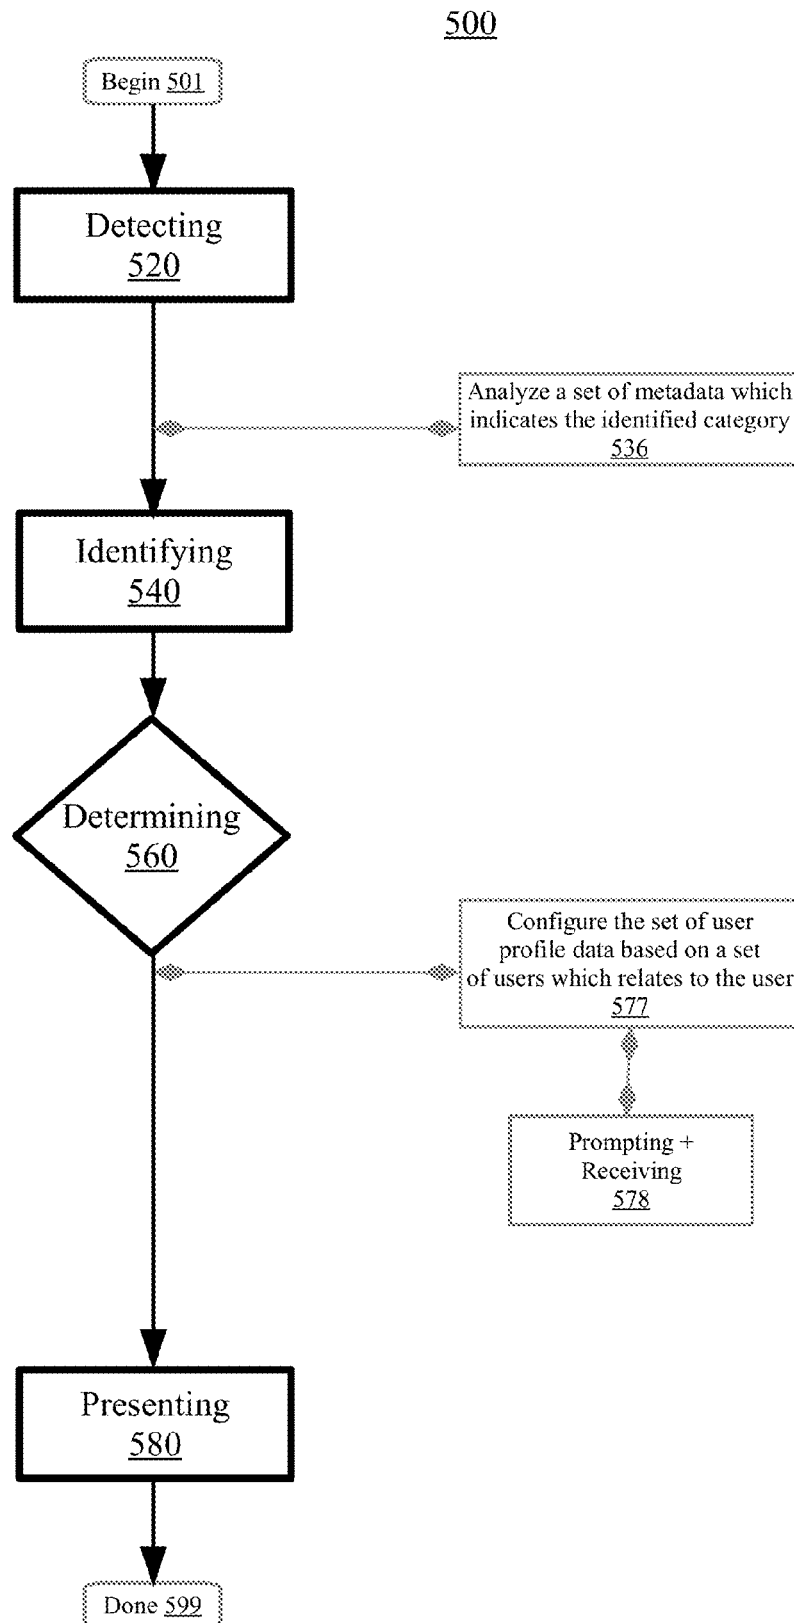 500
Begin 501
Detecting
520
Analyze a set of metadata which
indicates the identified category
536
Identifying
540
Determining
560
Configure the set of user
profile data based on a set
of users which relates to the user
577
Prompting +
Receiving
578
Presenting
580
Done 599